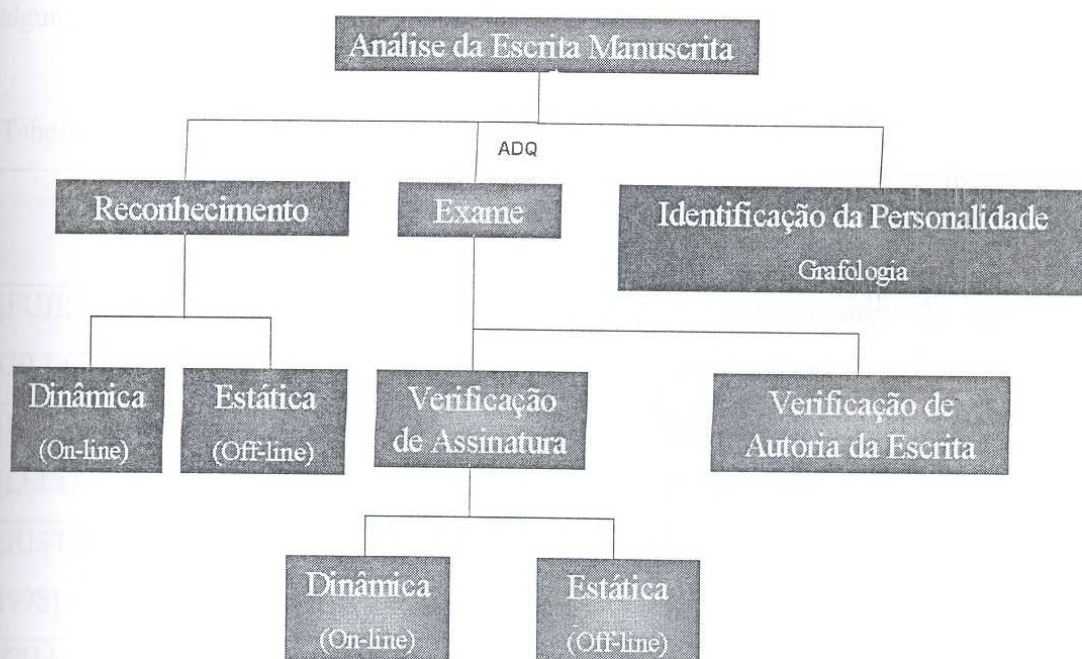 Análise da Escrita Manuscrita
ADQ
Reconhecimento
Exame
Identificação da Personalidade
Grafologia
Dinâmica
(On-line)
Estática
(Off-line)
Verificação
de Assinatura
Verificação de
Autoria da Escrita
Dinâmica
(On-line)
Estática
(Off-line)